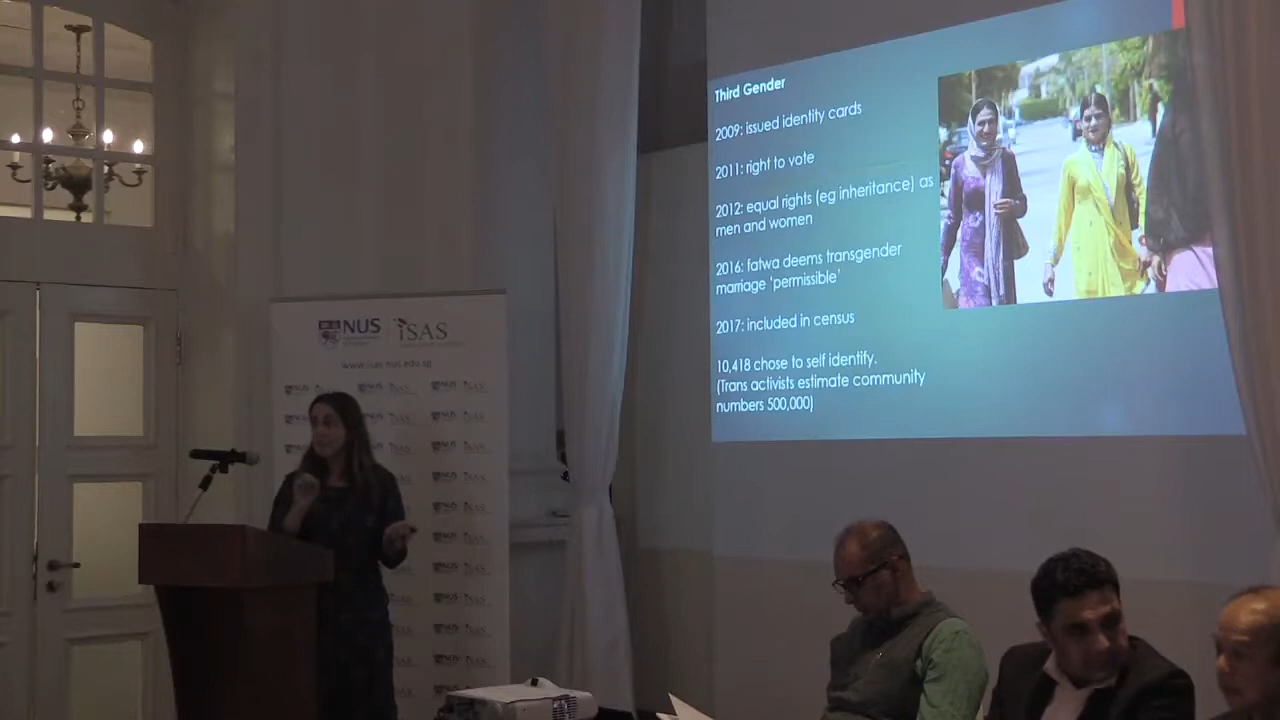 Third Gender
2009: issued identity cards
2011: right to vote
2012: equal rights (eg inheritance) as
men and women
2016: fatwa deems transgender
marriage 'permissible'
2017: included in census
10,418 chose to self identify.
(Trans activists estimate community
numbers 500,000)
NUS iSAS
www.isas.nus.edu.sg